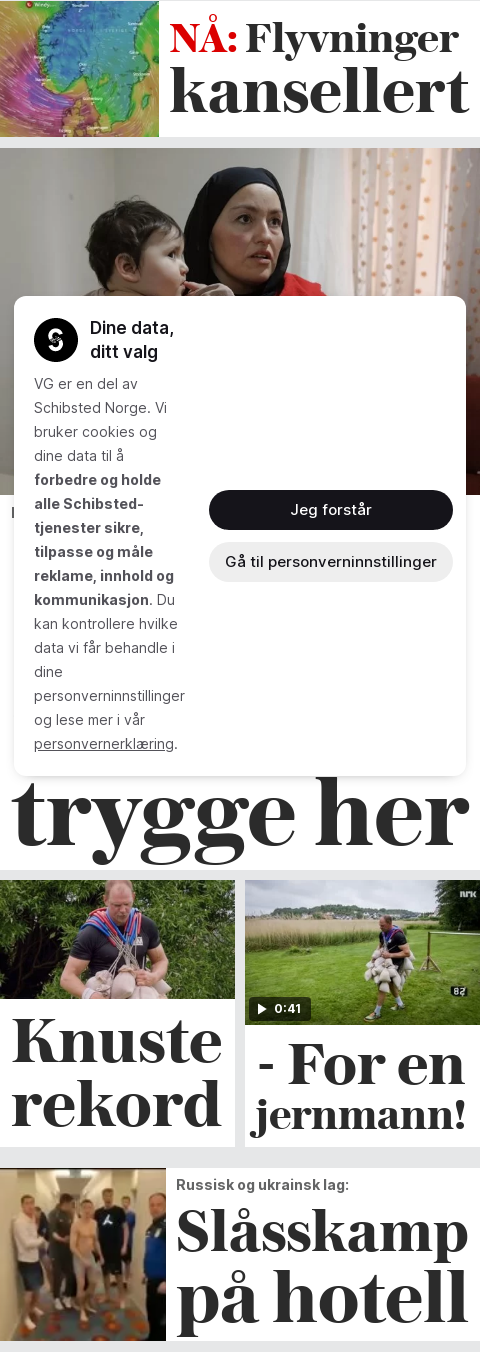 Windy
NÅ: Flyvninger
kansellert
Dine data,
ditt valg
VG er en del av
Schibsted Norge. Vi
bruker cookies og
dine data til å
forbedre og holde
alle Schibsted-
tjenester sikre,
tilpasse og måle
reklame, innhold og
kommunikasjon. Du
kan kontrollere hvilke
data vi får behandle i
dine
personverninnstillinger
og lese mer i vår
personvernerklæring.
Jeg forstår
Gå til personverninnstillinger
trygge her
NRK
82
0:41
Knuste
rekord
- For en
jernmann!
Russisk og ukrainsk lag:
Slåsskamp
på hotell